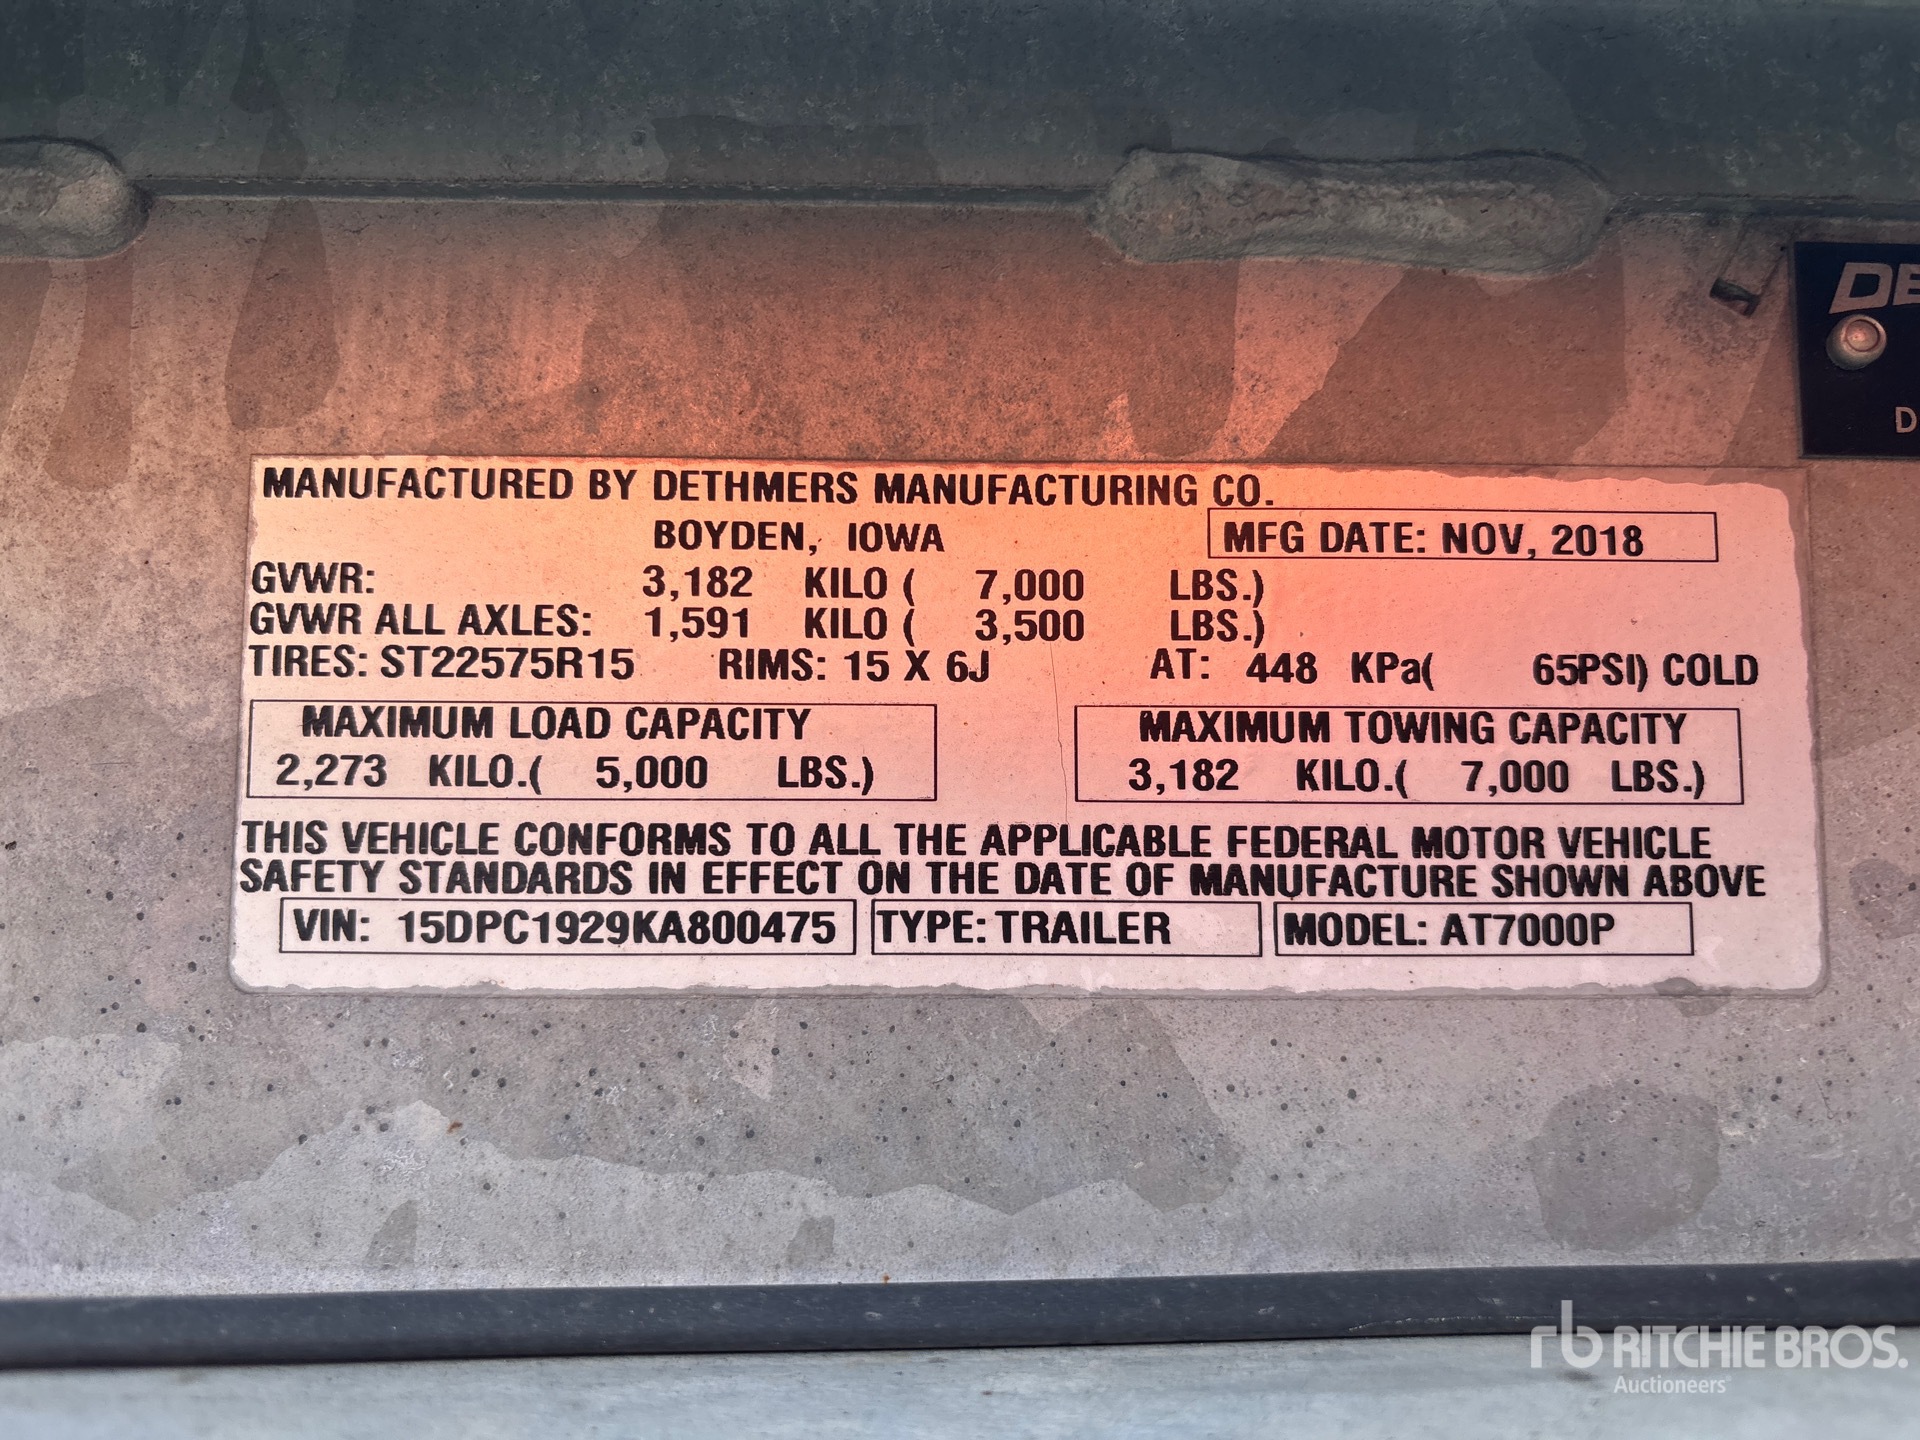 MANUFACTURED BY DETHMERS MANUFACTURING CO.
BOYDEN, IOWA
MFG DATE: NOV, 2018
GVWR: 3,182 KILO ( 7,000 LBS.)
GVWR ALL AXLES: 1,591 KILO ( 3,500 LBS.)
TIRES: ST22575R15 RIMS: 15 X 6J AT: 448 KPa( 65PSI) COLD
MAXIMUM LOAD CAPACITY
2,273 KILO.( 5,000 LBS.)
MAXIMUM TOWING CAPACITY
3,182 KILO.( 7,000 LBS.)
THIS VEHICLE CONFORMS TO ALL THE APPLICABLE FEDERAL MOTOR VEHICLE
SAFETY STANDARDS IN EFFECT ON THE DATE OF MANUFACTURE SHOWN ABOVE
VIN: 15DPC1929KA800475 TYPE: TRAILER MODEL: AT7000P
DE
D
rb RITCHIE BROS.
Auctioneers